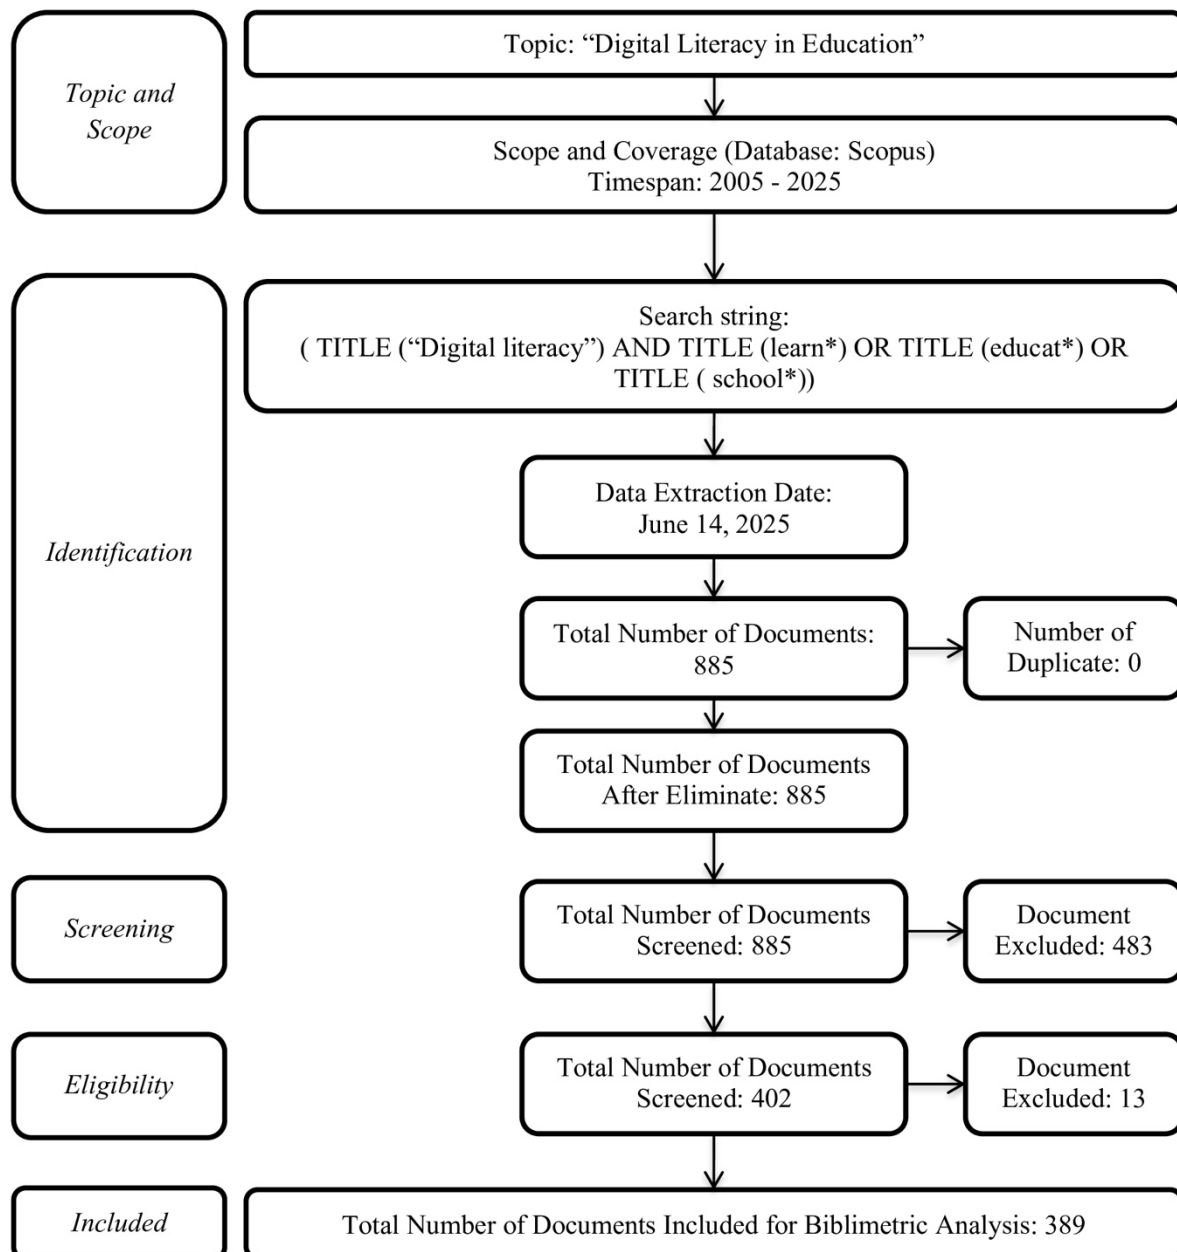 Topic and
Scope
Topic: “Digital Literacy in Education”
Scope and Coverage (Database: Scopus)
Timespan: 2005 - 2025
Identification
Search string:
( TITLE (“Digital literacy”) AND TITLE (learn*) OR TITLE (educat*) OR
TITLE ( school*))
Data Extraction Date:
June 14, 2025
Total Number of Documents:
885
Number of
Duplicate: 0
Total Number of Documents
After Eliminate: 885
Screening
Total Number of Documents
Screened: 885
Document
Excluded: 483
Eligibility
Total Number of Documents
Screened: 402
Document
Excluded: 13
Included
Total Number of Documents Included for Biblimetric Analysis: 389